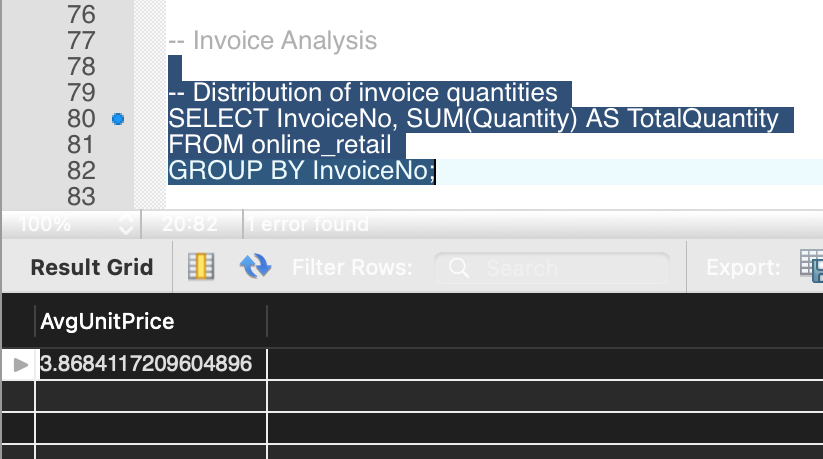 76
77 -- Invoice Analysis
78
79 -- Distribution of invoice quantities
80 SELECT InvoiceNo, SUM(Quantity) AS TotalQuantity
81 FROM online_retail
82 GROUP BY InvoiceNo;
83
100% 20:82 1 error found
Result Grid Filter Rows: Search Export:
AvgUnitPrice
3.8684117209604896